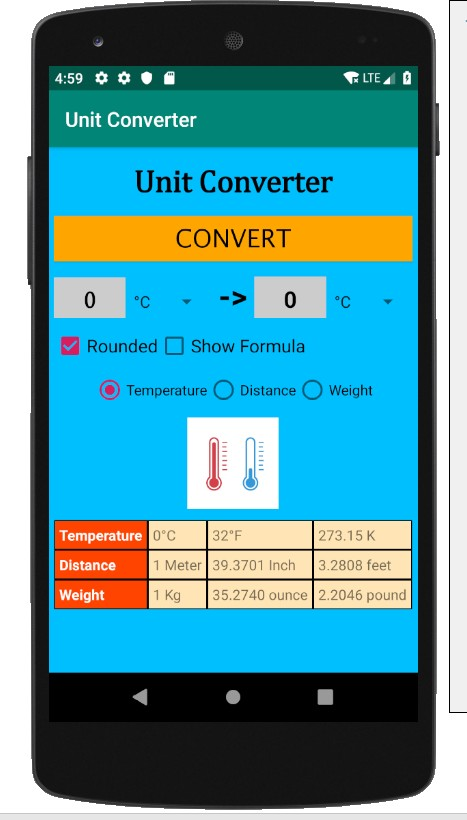 4:59 LTE
Unit Converter
Unit Converter
CONVERT
0 °C -> 0 °C
Rounded Show Formula
Temperature Distance Weight
Temperature 0°C 32°F 273.15 K
Distance 1 Meter 39.3701 Inch 3.2808 feet
Weight 1 Kg 35.2740 ounce 2.2046 pound